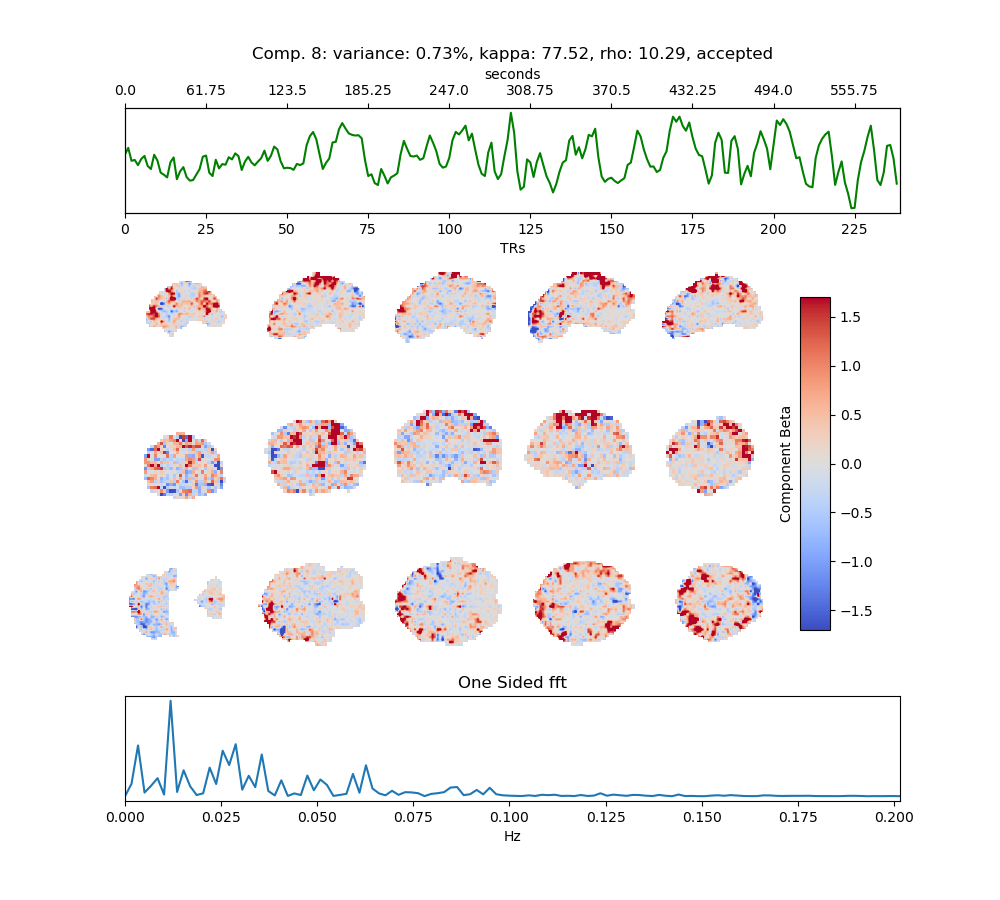 Comp. 8: variance: 0.73%, kappa: 77.52, rho: 10.29, accepted
seconds
0.0 61.75 123.5 185.25 247.0 308.75 370.5 432.25 494.0 555.75
0 25 50 75 100 125 150 175 200 225
TRs
1.5
1.0
0.5
0.0
−0.5
−1.0
−1.5
Component Beta
One Sided fft
0.000 0.025 0.050 0.075 0.100 0.125 0.150 0.175 0.200
Hz